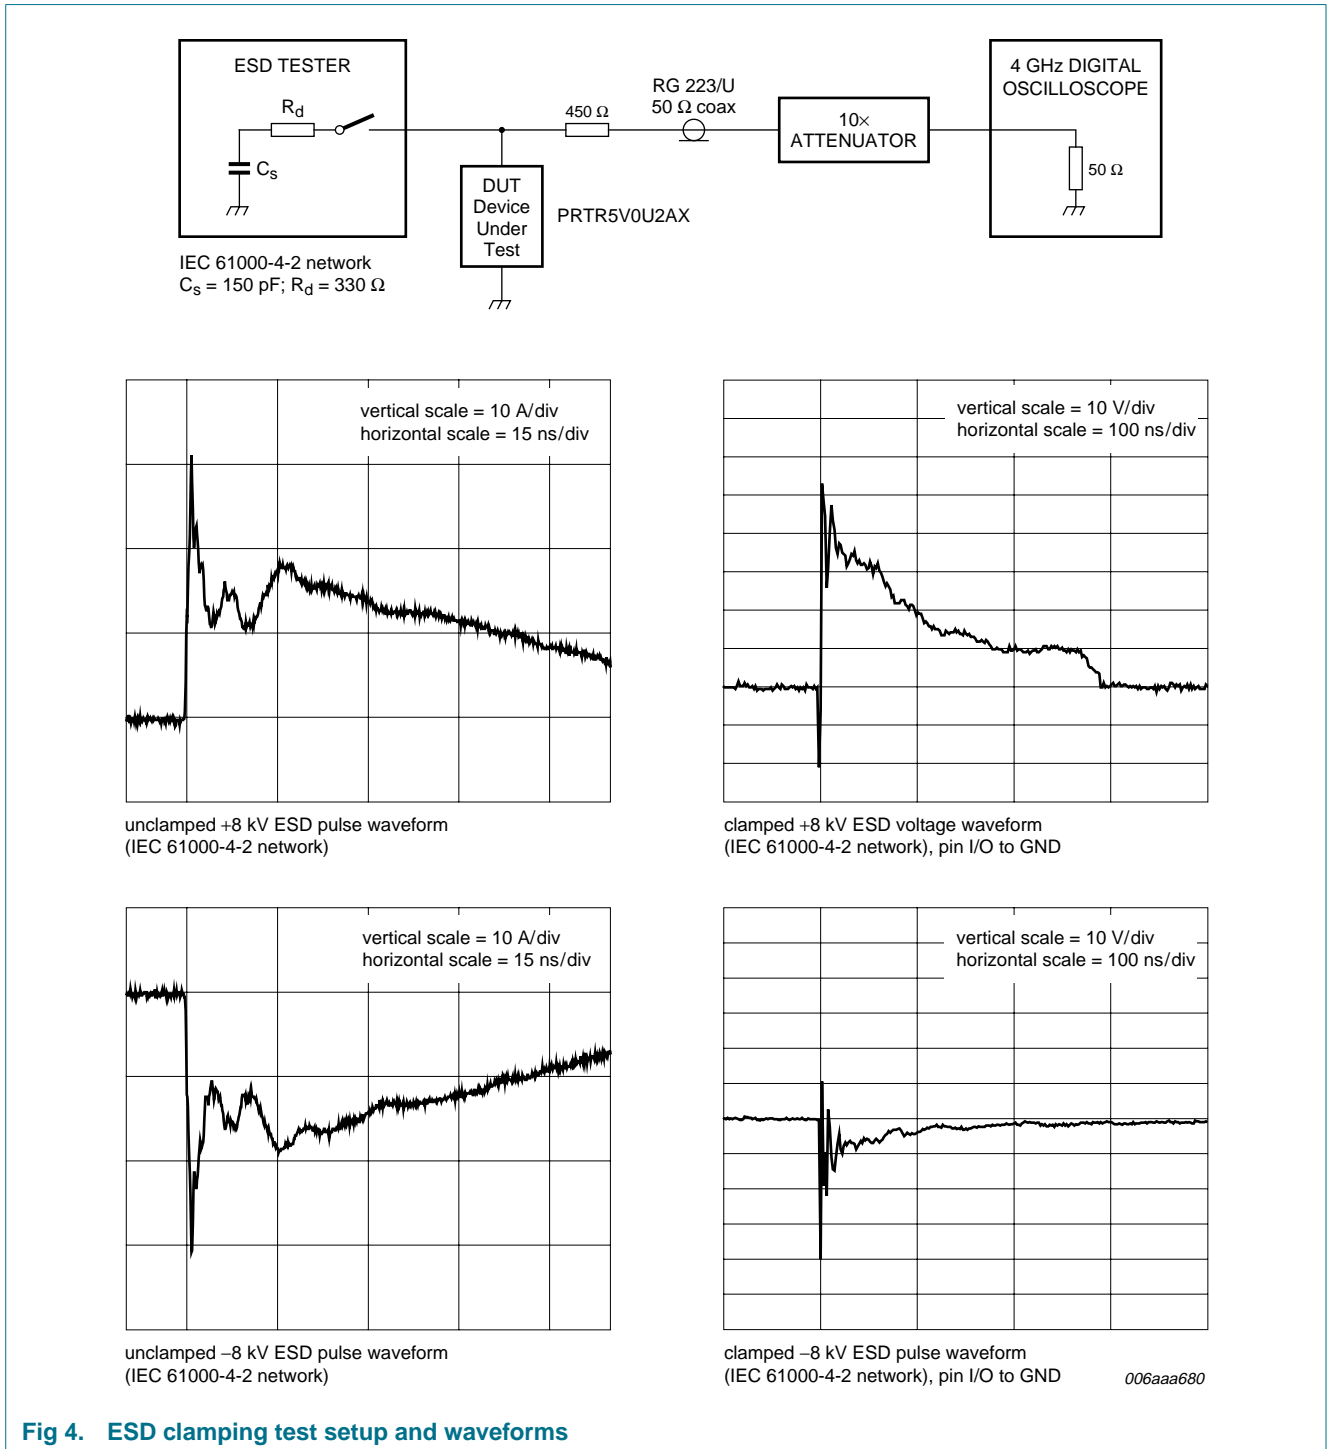 ESD TESTER
Rd
Cs
IEC 61000-4-2 network
Cs = 150 pF; Rd = 330 Ω
DUT
Device
Under
Test
PRTR5V0U2AX
450 Ω
RG 223/U
50 Ω coax
10×
ATTENUATOR
4 GHz DIGITAL
OSCILLOSCOPE
50 Ω
vertical scale = 10 A/div
horizontal scale = 15 ns/div
unclamped +8 kV ESD pulse waveform
(IEC 61000-4-2 network)
vertical scale = 10 V/div
horizontal scale = 100 ns/div
clamped +8 kV ESD voltage waveform
(IEC 61000-4-2 network), pin I/O to GND
vertical scale = 10 A/div
horizontal scale = 15 ns/div
unclamped −8 kV ESD pulse waveform
(IEC 61000-4-2 network)
vertical scale = 10 V/div
horizontal scale = 100 ns/div
clamped −8 kV ESD pulse waveform
(IEC 61000-4-2 network), pin I/O to GND
006aaa680
Fig 4. ESD clamping test setup and waveforms